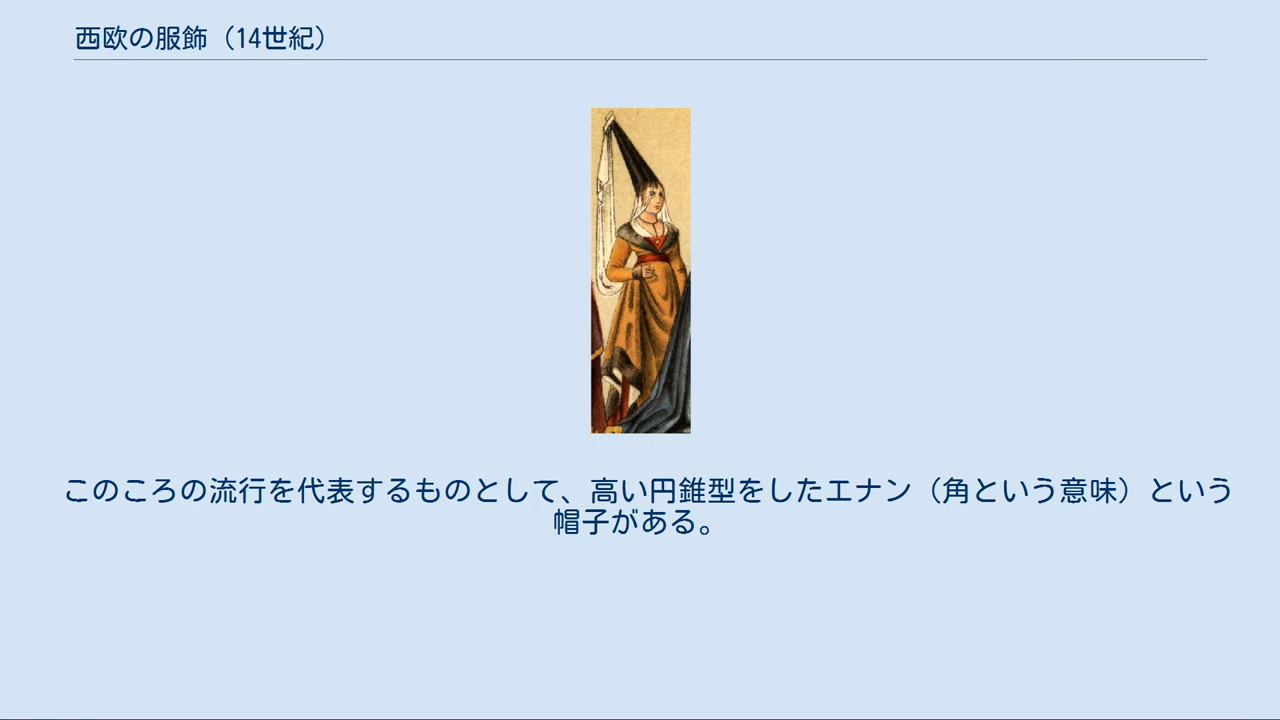 西欧の服飾（14世紀）
このころの流行を代表するものとして、高い円錐型をしたエナン（角という意味）という
帽子がある。